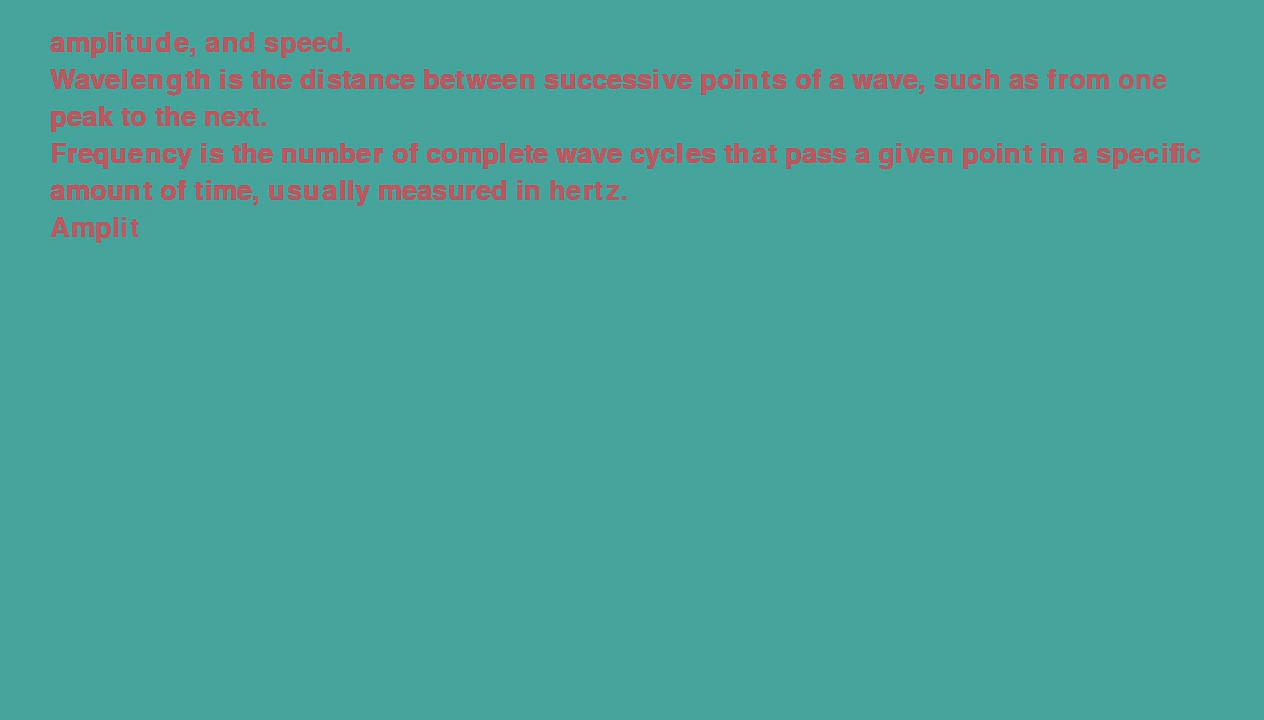 amplitude, and speed.
Wavelength is the distance between successive points of a wave, such as from one
peak to the next.
Frequency is the number of complete wave cycles that pass a given point in a specific
amount of time, usually measured in hertz.
Amplit